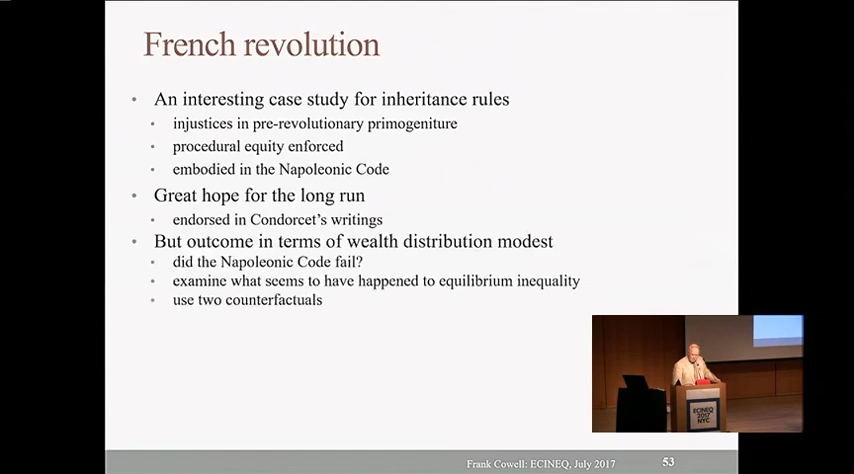 French revolution
• An interesting case study for inheritance rules
• injustices in pre-revolutionary primogeniture
• procedural equity enforced
• embodied in the Napoleonic Code
• Great hope for the long run
• endorsed in Condorcet's writings
• But outcome in terms of wealth distribution modest
• did the Napoleonic Code fail?
• examine what seems to have happened to equilibrium inequality
• use two counterfactuals
ECINEQ
2017
NYC
Frank Cowell: ECINEQ, July 2017 53